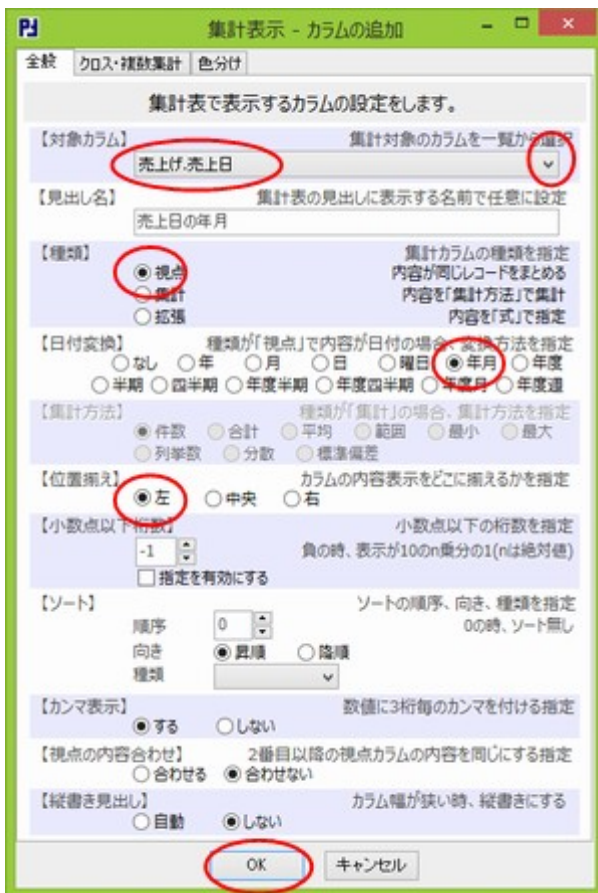 PJ
集計表示 - カラムの追加
全般 クロス・複数集計 色分け
集計表で表示するカラムの設定をします。
【対象カラム】 集計対象のカラムを一覧から選択
売上げ.売上日
【見出し名】 集計表の見出しに表示する名前で任意に設定
売上日の年月
【種類】 集計カラムの種類を指定
視点 内容が同じレコードをまとめる
集計 内容を「集計方法」で集計
拡張 内容を「式」で指定
【日付変換】 種類が「視点」で内容が日付の場合、変換方法を指定
なし 年 月 日 曜日 年月 年度
半期 四半期 年度半期 年度四半期 年度月 年度週
【集計方法】 種類が「集計」の場合、集計方法を指定
件数 合計 平均 範囲 最小 最大
列挙数 分散 標準偏差
【位置揃え】 カラムの内容表示をどこに揃えるかを指定
左 中央 右
【小数点以下桁数】 小数点以下の桁数を指定
-1 負の時、表示が10のn乗分の1(nは絶対値)
指定を有効にする
【ソート】 ソートの順序、向き、種類を指定
順序 0 0の時、ソート無し
向き 昇順 降順
種類
【カンマ表示】 数値に3桁毎のカンマを付ける指定
する しない
【視点の内容合わせ】 2番目以降の視点カラムの内容を同じにする指定
合わせる 合わせない
【縦書き見出し】 カラム幅が狭い時、縦書きにする
自動 しない
OK キャンセル